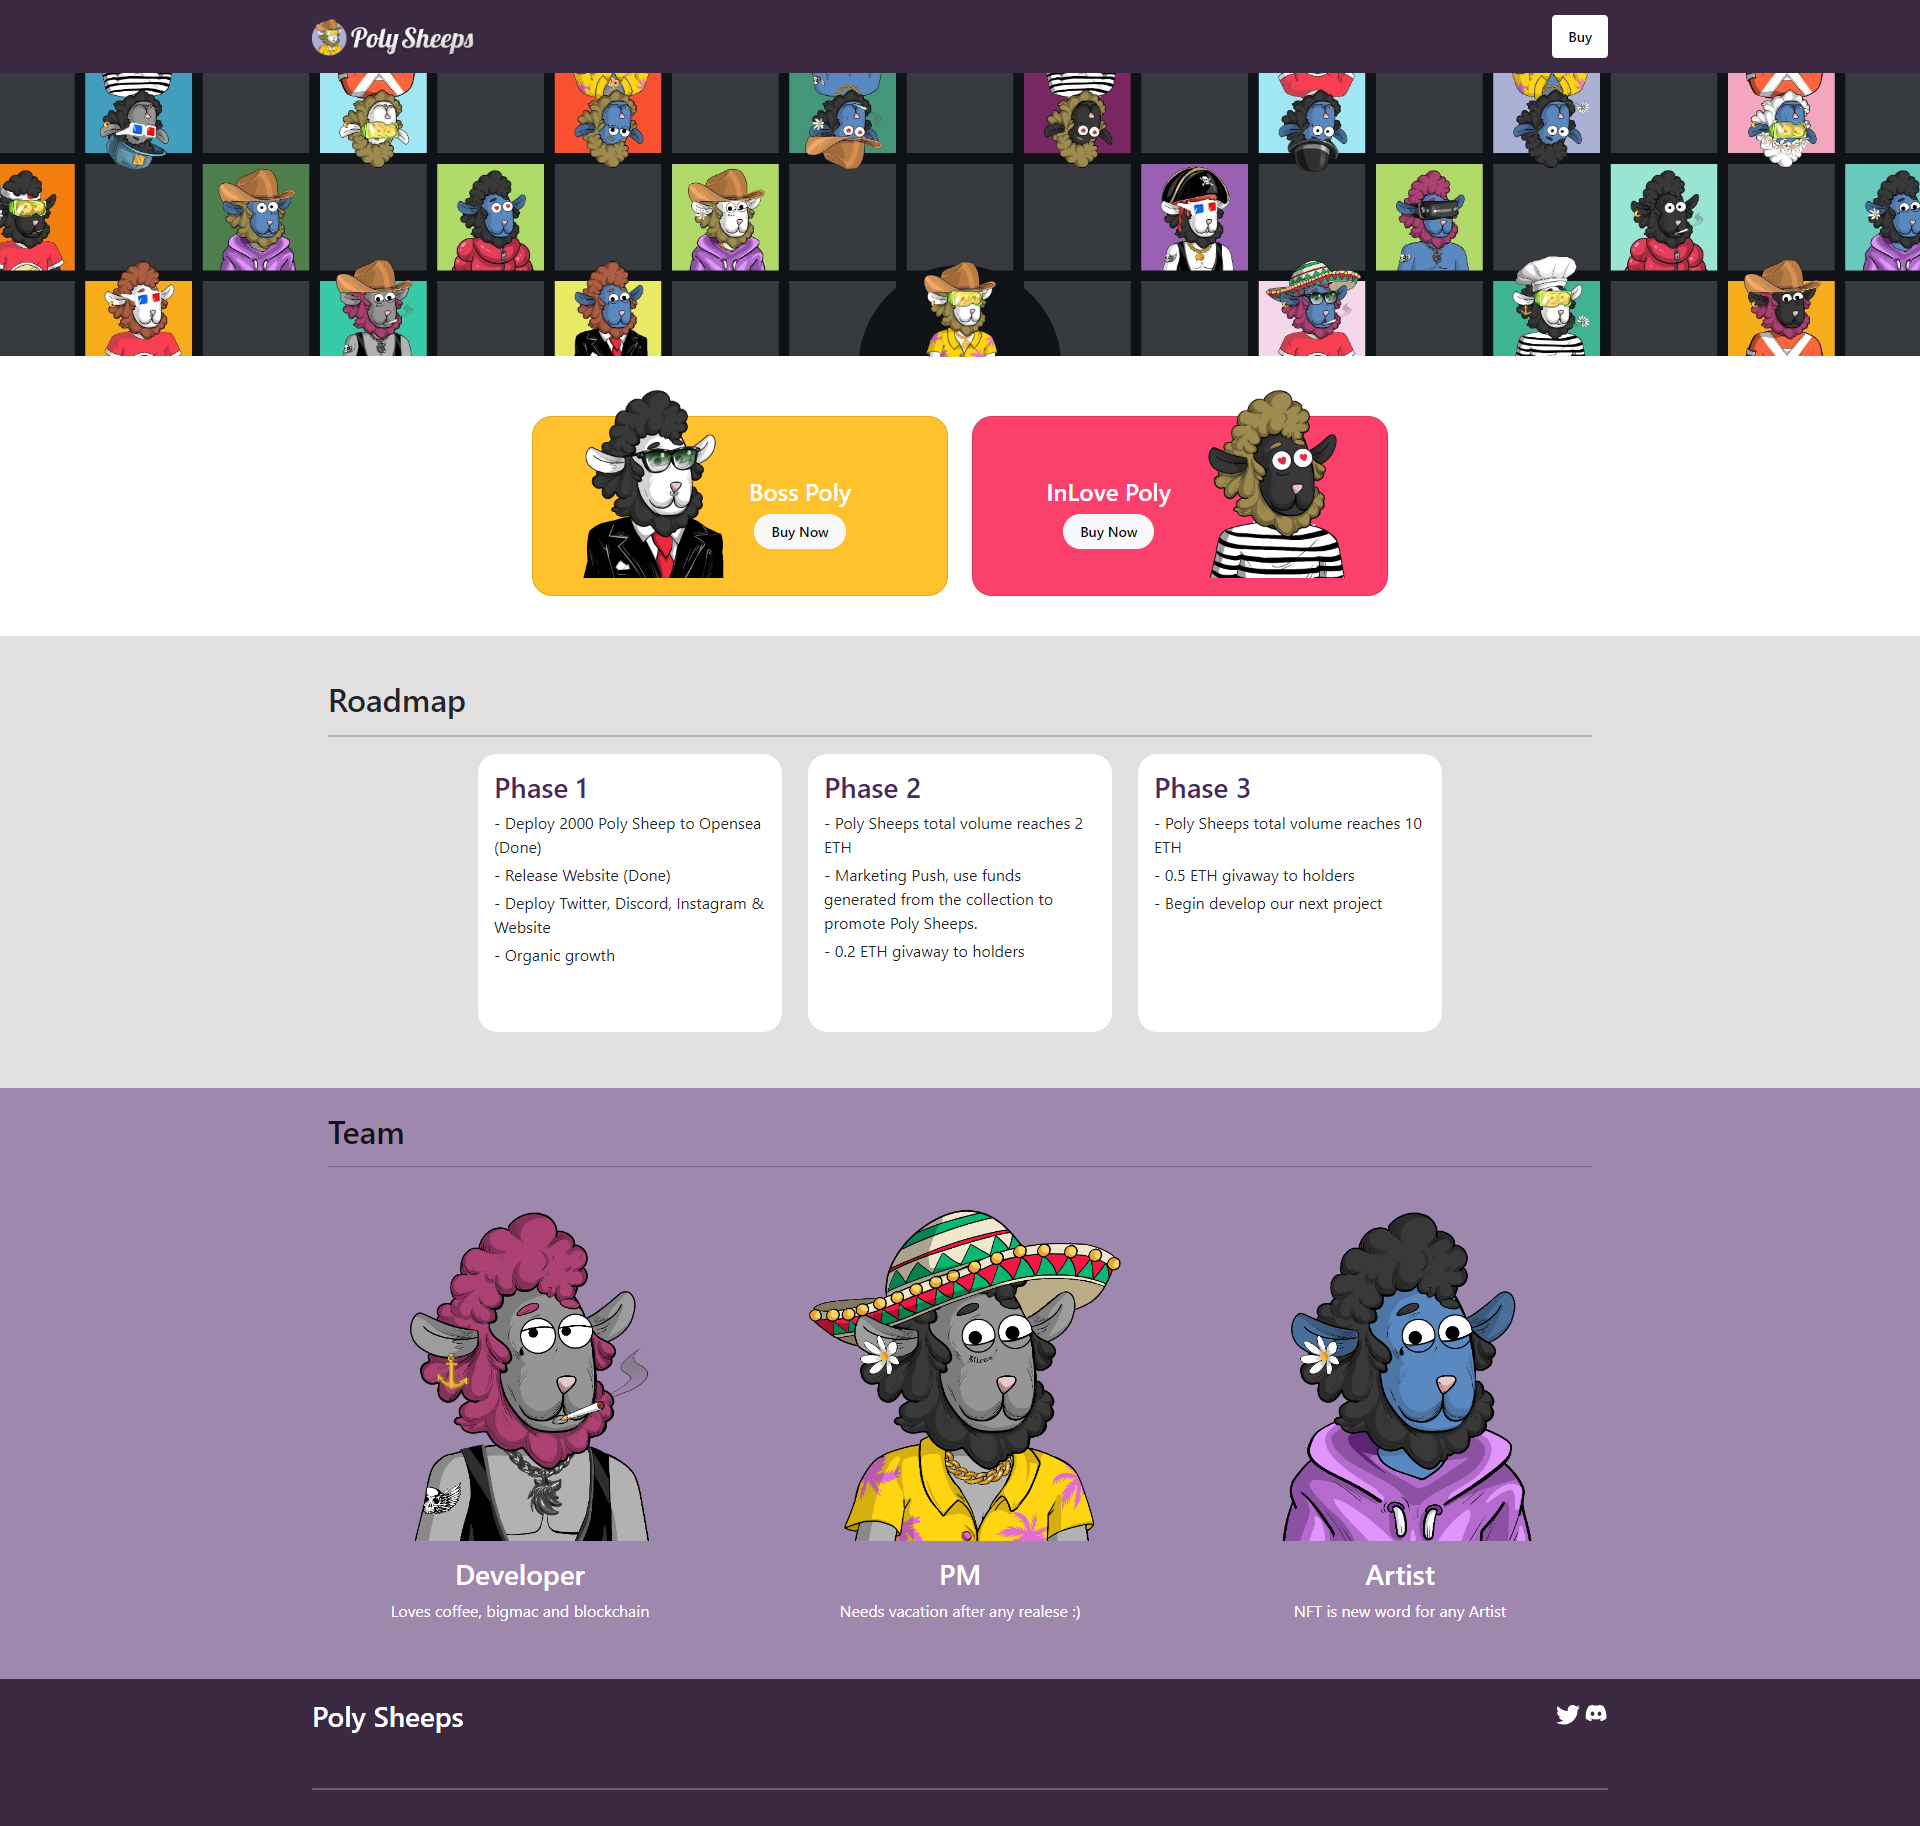 Poly Sheeps
Buy
Boss Poly
Buy Now
InLove Poly
Buy Now
Roadmap
Phase 1
- Deploy 2000 Poly Sheep to Opensea
(Done)
- Release Website (Done)
- Deploy Twitter, Discord, Instagram &
Website
- Organic growth
Phase 2
- Poly Sheeps total volume reaches 2
ETH
- Marketing Push, use funds
generated from the collection to
promote Poly Sheeps.
- 0.2 ETH givaway to holders
Phase 3
- Poly Sheeps total volume reaches 10
ETH
- 0.5 ETH givaway to holders
- Begin develop our next project
Team
Developer
Loves coffee, bigmac and blockchain
PM
Needs vacation after any realese :)
Artist
NFT is new word for any Artist
Poly Sheeps